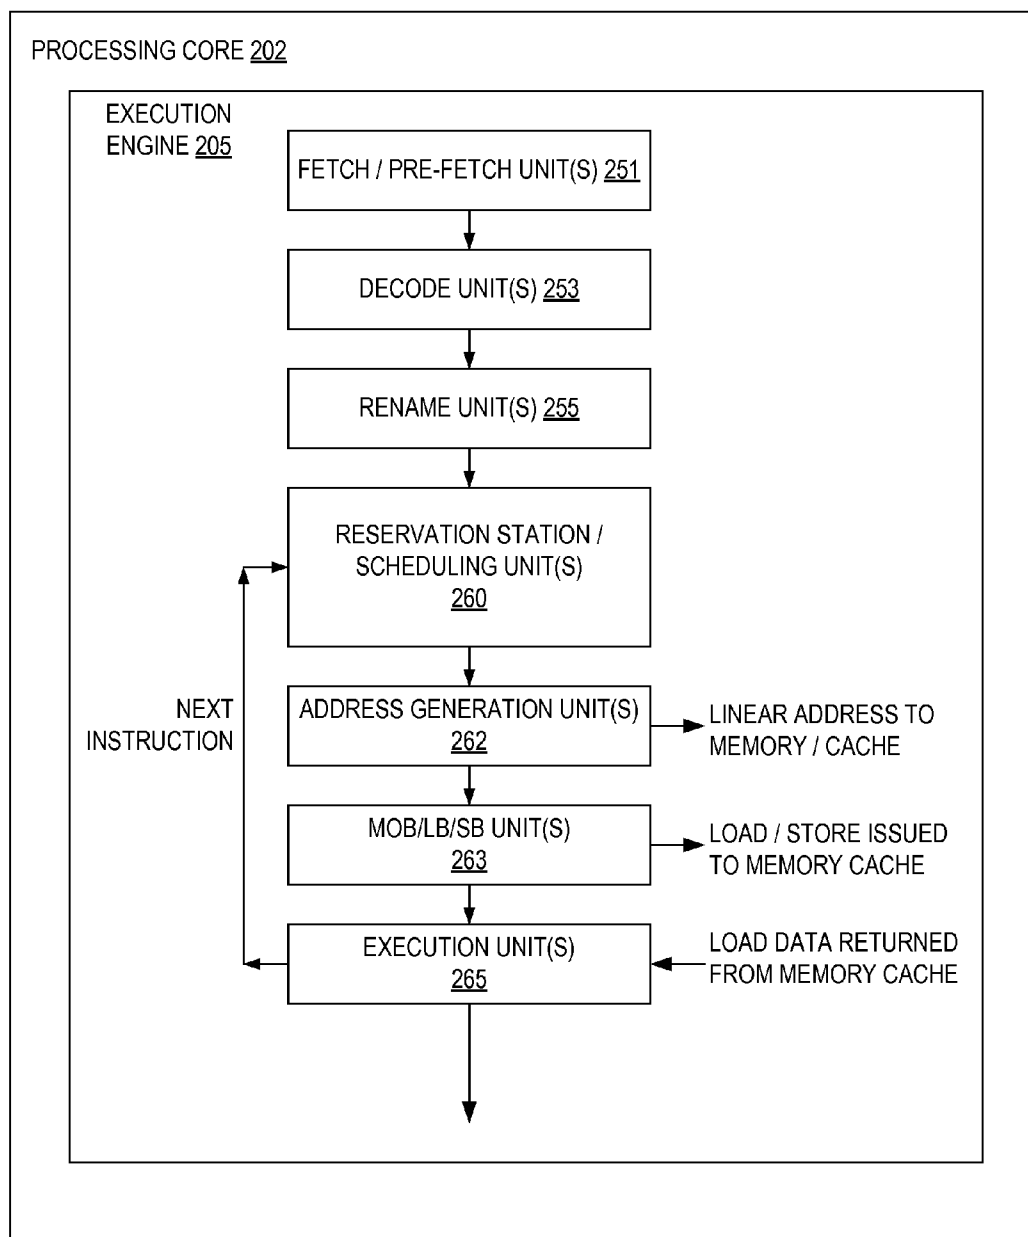 PROCESSING CORE 202
EXECUTION
ENGINE 205
FETCH / PRE-FETCH UNIT(S) 251
DECODE UNIT(S) 253
RENAME UNIT(S) 255
RESERVATION STATION /
SCHEDULING UNIT(S)
260
NEXT
INSTRUCTION
ADDRESS GENERATION UNIT(S)
262
LINEAR ADDRESS TO
MEMORY / CACHE
MOB/LB/SB UNIT(S)
263
LOAD / STORE ISSUED
TO MEMORY CACHE
EXECUTION UNIT(S)
265
LOAD DATA RETURNED
FROM MEMORY CACHE